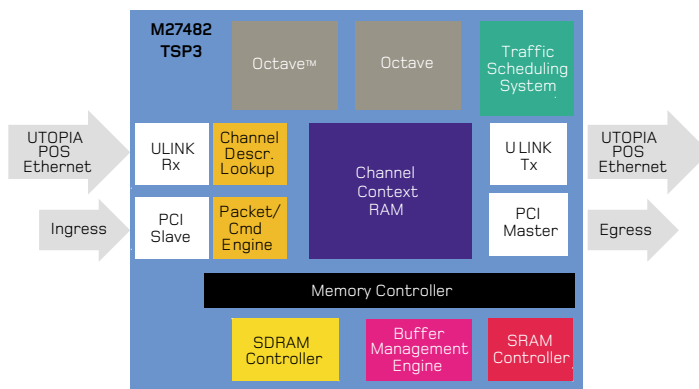 M27482
TSP3
Octave™
Octave
Traffic
Scheduling
System
UTOPIA
POS
Ethernet
ULINK
Rx
Channel
Descr.
Lookup
Channel
Context
RAM
ULINK
Tx
UTOPIA
POS
Ethernet
Ingress
PCI
Slave
Packet/
Cmd
Engine
PCI
Master
Egress
Memory Controller
SDRAM
Controller
Buffer
Management
Engine
SRAM
Controller